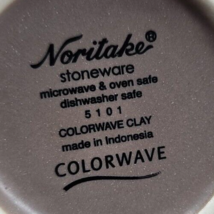 Noritake®
stoneware
microwave & oven safe
dishwasher safe
5101
COLORWAVE CLAY
made in Indonesia
COLORWAVE